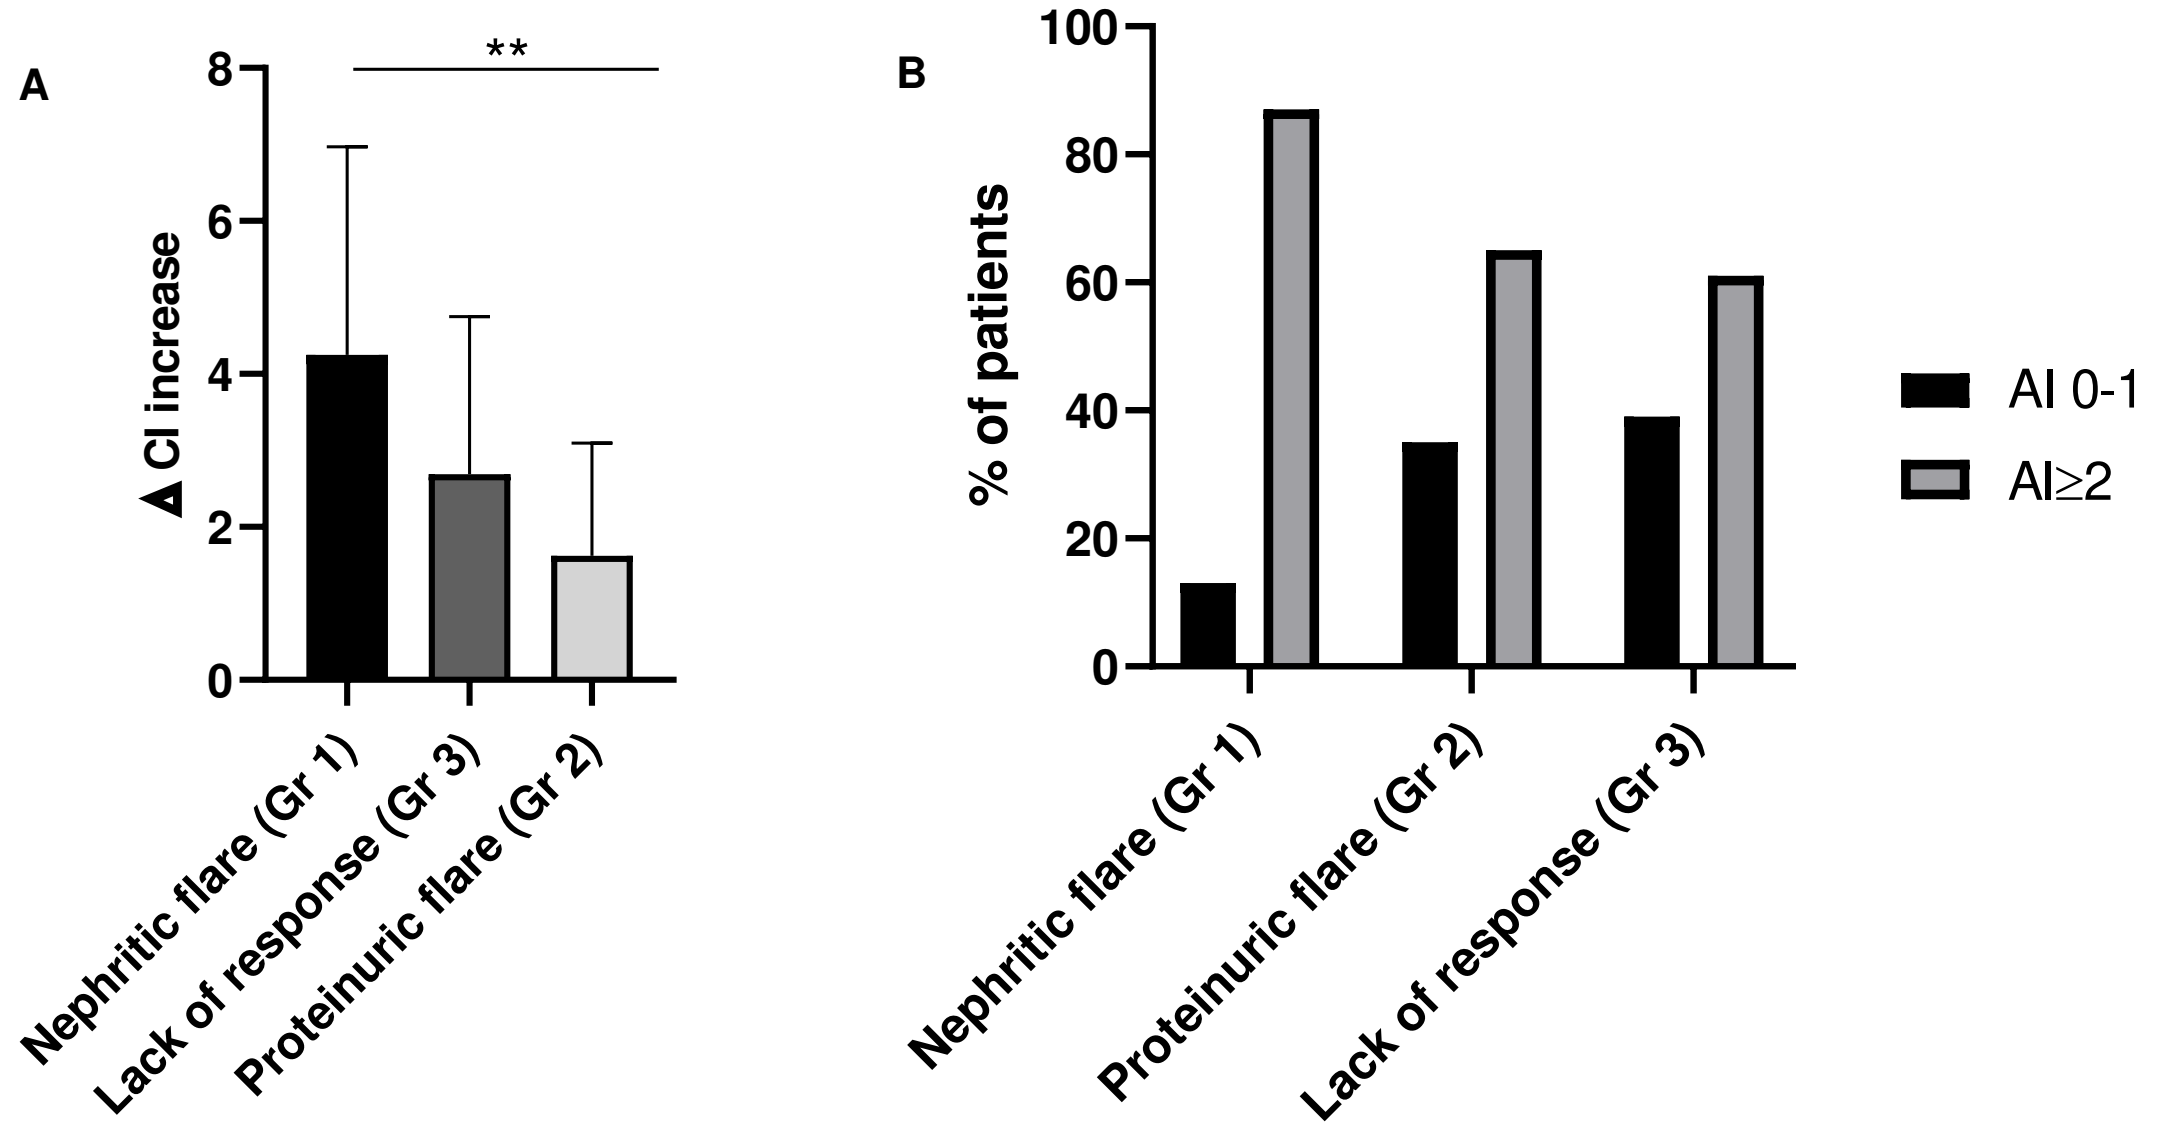 A
**
8
6
4
2
0
Δ CI increase
Nephritic flare (Gr 1)
Lack of response (Gr 3)
Proteinuric flare (Gr 2)
B
100
80
60
40
20
0
% of patients
Nephritic flare (Gr 1)
Proteinuric flare (Gr 2)
Lack of response (Gr 3)
AI 0-1
AI≥2